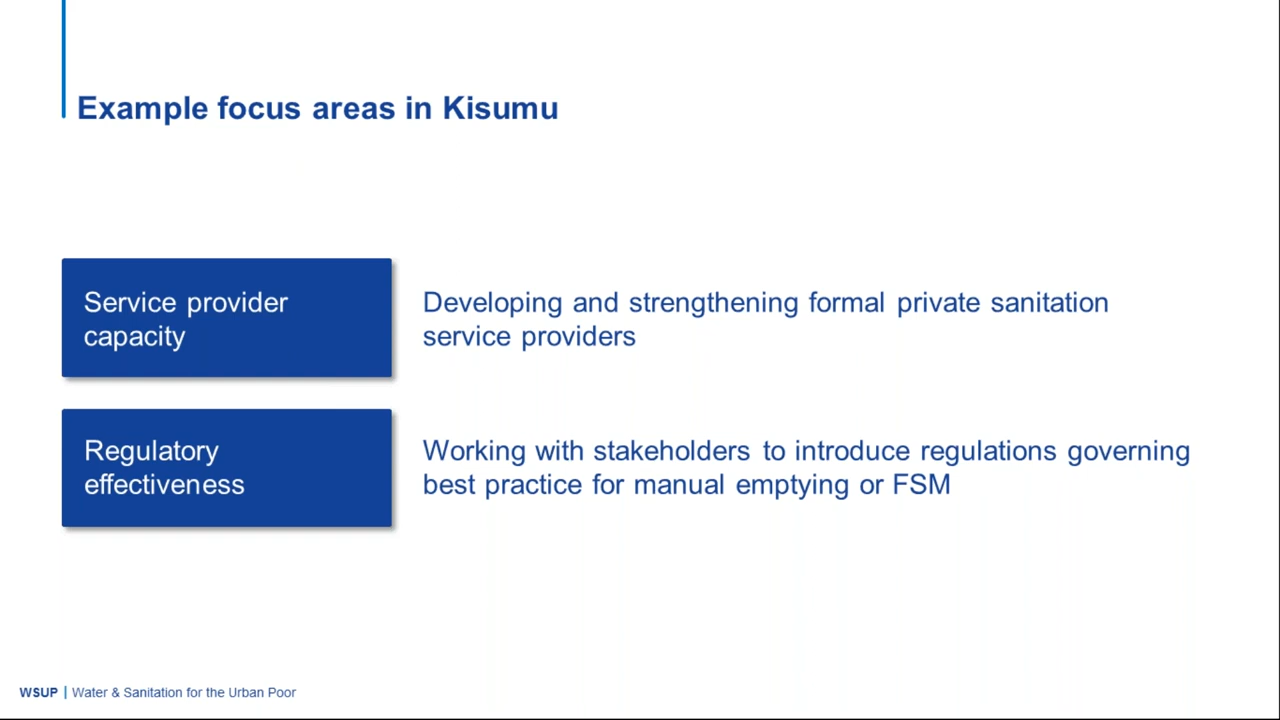 Example focus areas in Kisumu
Service provider
capacity
Developing and strengthening formal private sanitation
service providers
Regulatory
effectiveness
Working with stakeholders to introduce regulations governing
best practice for manual emptying or FSM
WSUP | Water & Sanitation for the Urban Poor